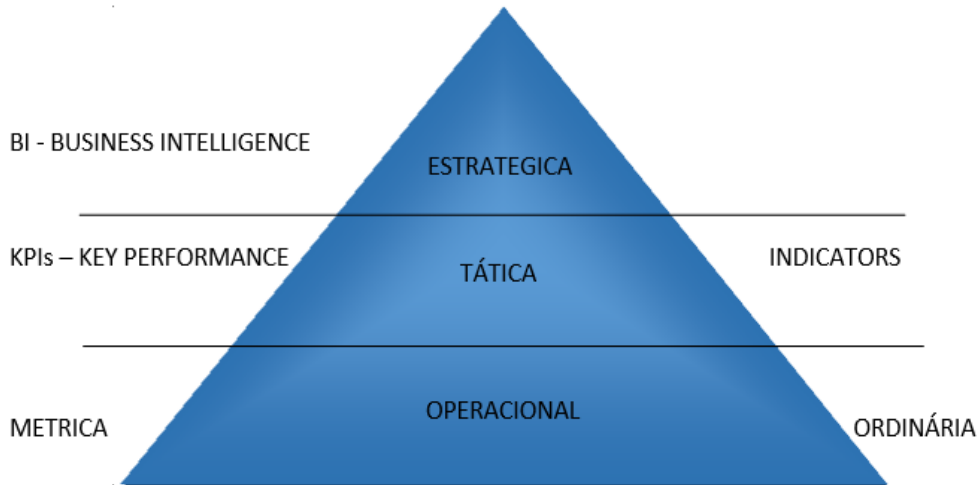 BI - BUSINESS INTELLIGENCE
ESTRATEGICA
KPIs – KEY PERFORMANCE INDICATORS
TÁTICA
OPERACIONAL
METRICA ORDINÁRIA